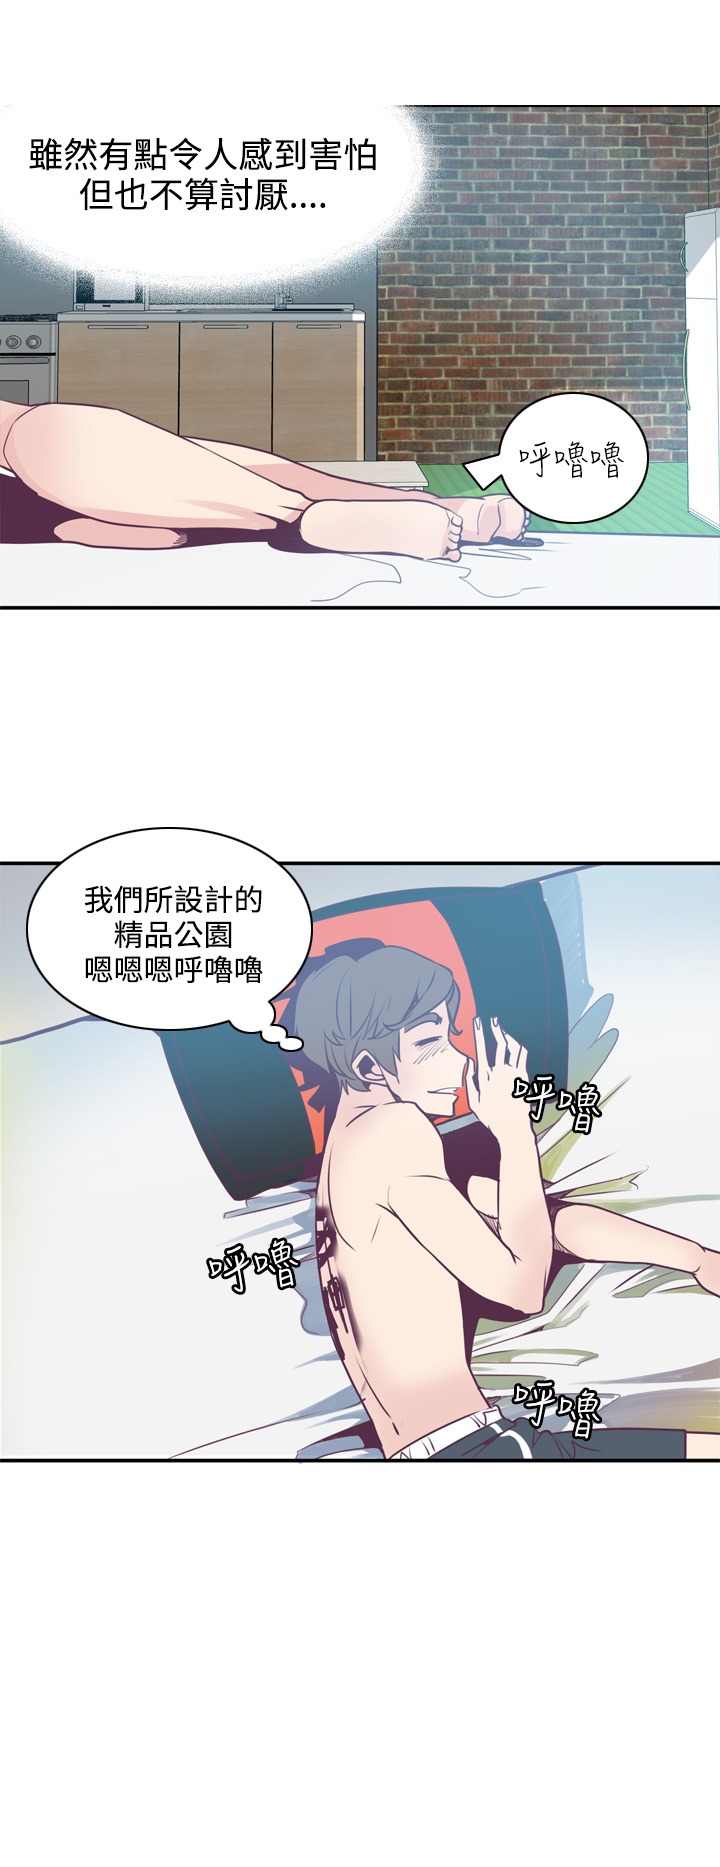 雖然有點令人感到害怕
但也不算討厭....
呼嚕嚕
我們所設計的
精品公園
嗯嗯嗯呼嚕嚕
呼嚕
呼嚕
呼嚕